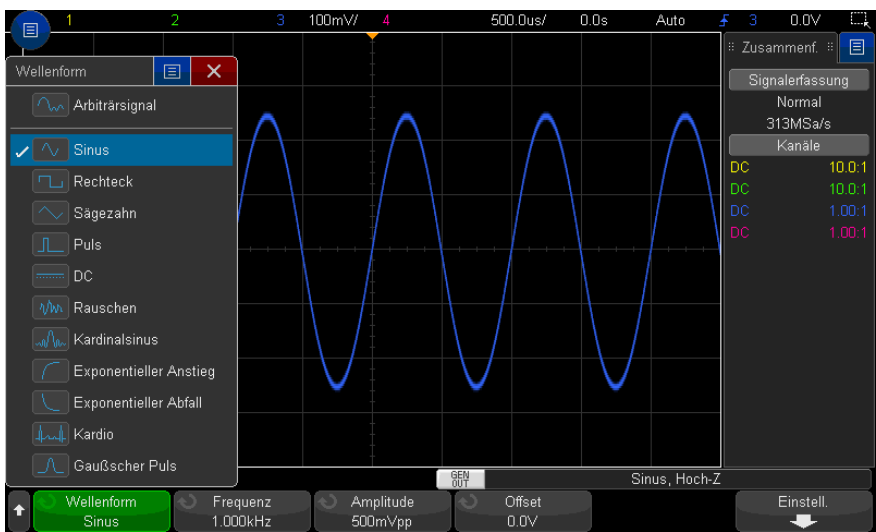 1 2 3 100mV/ 4 500.0us/ 0.0s Auto 3 0.0V
Wellenform
Arbiträrsignal
Sinus
Rechteck
Sägezahn
Puls
DC
Rauschen
Kardinalsinus
Exponentieller Anstieg
Exponentieller Abfall
Kardio
Gaußscher Puls
Zusammenf.
Signalerfassung
Normal
313MSa/s
Kanäle
DC 10.0:1
DC 10.0:1
DC 1.00:1
DC 1.00:1
GEN
OUT
Sinus, Hoch-Z
Wellenform
Sinus
Frequenz
1.000kHz
Amplitude
500mVpp
Offset
0.0V
Einstell.